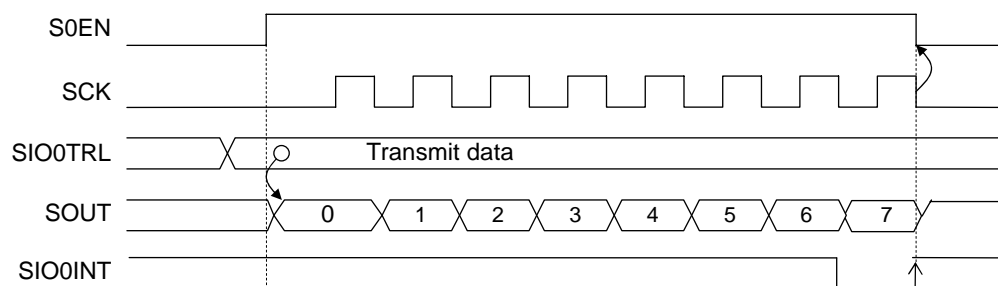 S0EN
SCK
SIO0TRL Transmit data
SOUT 0 1 2 3 4 5 6 7
SIO0INT